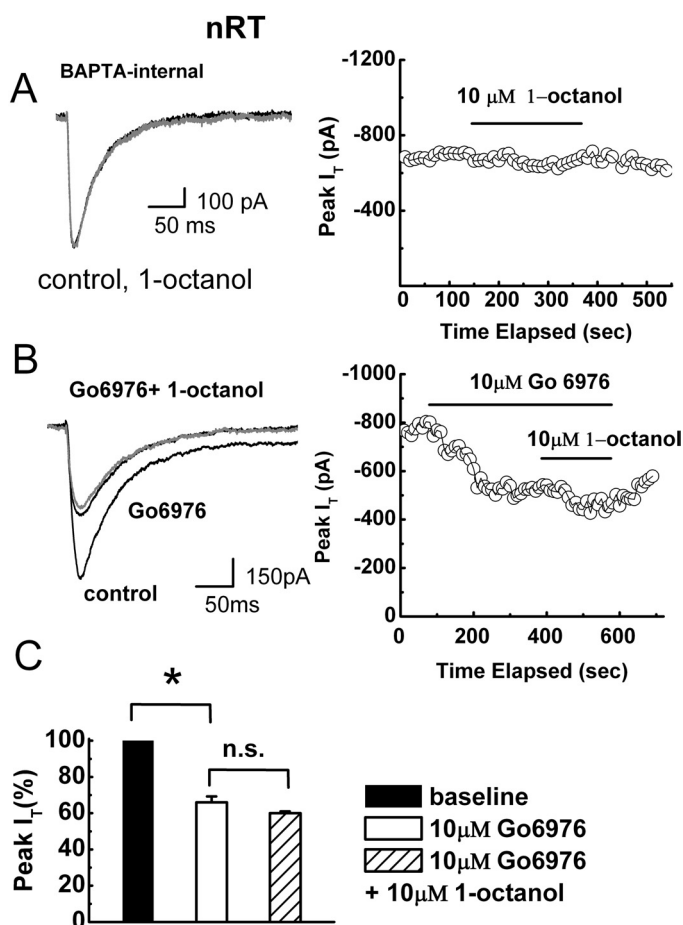 nRT
A
BAPTA-internal
100 pA
50 ms
control, 1-octanol
-1200
-800
-400
Peak I_T (pA)
10 μM 1-octanol
0 100 200 300 400 500
Time Elapsed (sec)
B
Go6976+ 1-octanol
Go6976
control
150pA
50ms
-1000
-800
-600
-400
-200
0
Peak I_T (pA)
10μM Go 6976
10μM 1-octanol
0 200 400 600
Time Elapsed (sec)
C
*
n.s.
100
80
60
40
20
0
Peak I_T(%)
baseline
10μM Go6976
10μM Go6976
+ 10μM 1-octanol